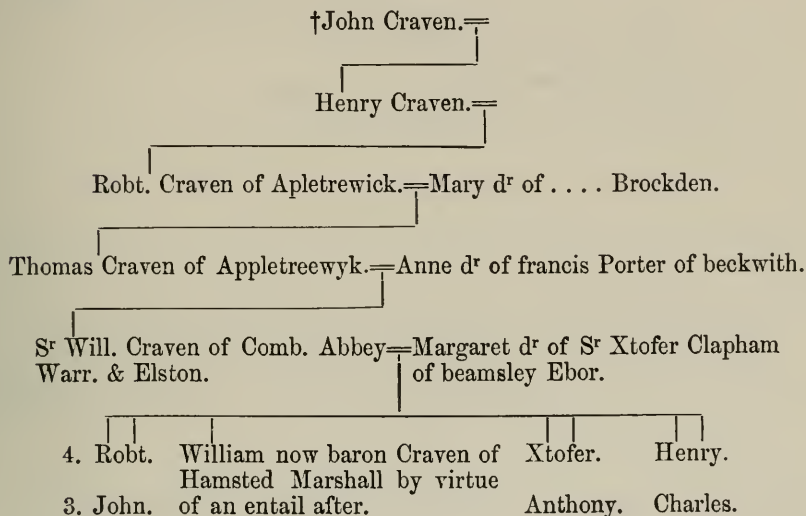 †John Craven.=
Henry Craven.=
Robt. Craven of Apletrewick.=Mary dʳ of . . . . Brockden.
Thomas Craven of Appletreewyk.=Anne dʳ of francis Porter of beckwith.
Sʳ Will. Craven of Comb. Abbey=Margaret dʳ of Sʳ Xtofer Clapham
Warr. & Elston.
of beamsley Ebor.
4. Robt.
3. John.
William now baron Craven of
Hamsted Marshall by virtue
of an entail after.
Xtofer.
Anthony.
Henry.
Charles.